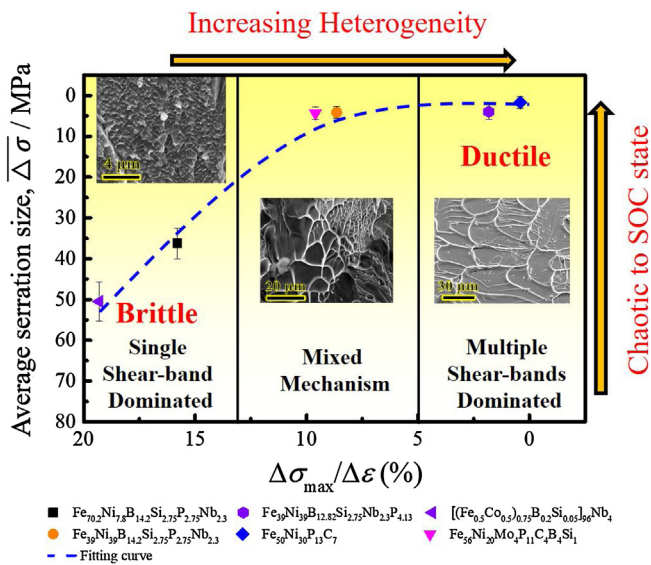 Increasing Heterogeneity
Average serration size, Δσ / MPa
0
10
20
30
40
50
60
70
80
4 μm
20 μm
30 μm
Ductile
Brittle
Single
Shear-band
Dominated
Mixed
Mechanism
Multiple
Shear-bands
Dominated
Chaotic to SOC state
20 15 10 5 0
Δσmax/Δε (%)
Fe70.2Ni7.8B14.2Si2.75P2.75Nb2.3
Fe39Ni39B12.82Si2.75Nb2.3P4.13
[(Fe0.5Co0.5)0.75B0.2Si0.05]96Nb4
Fe39Ni39B14.2Si2.75P2.75Nb2.3
Fe50Ni30P13C7
Fe56Ni20Mo4P11C4B4Si1
Fitting curve